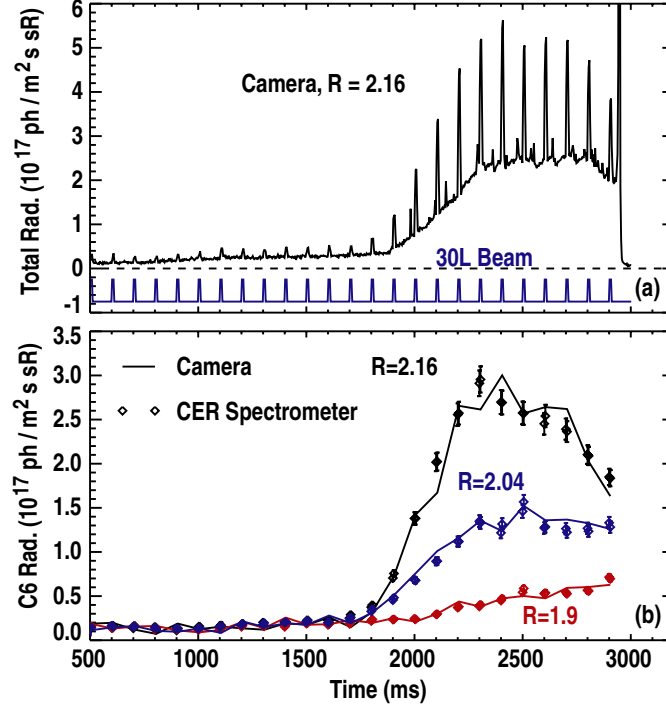 6
5
4
3
2
1
0
-1
Total Rad. (10^17 ph / m^2 s sR)
Camera, R = 2.16
30L Beam
(a)
3.5
3.0
2.5
2.0
1.5
1.0
0.5
0.0
C6 Rad. (10^17 ph / m^2 s sR)
Camera
CER Spectrometer
R=2.16
R=2.04
R=1.9
(b)
500 1000 1500 2000 2500 3000
Time (ms)